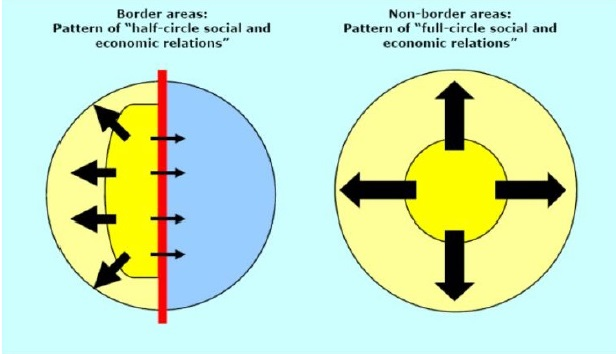 Border areas:
Pattern of “half-circle social and
economic relations”
Non-border areas:
Pattern of “full-circle social and
economic relations”